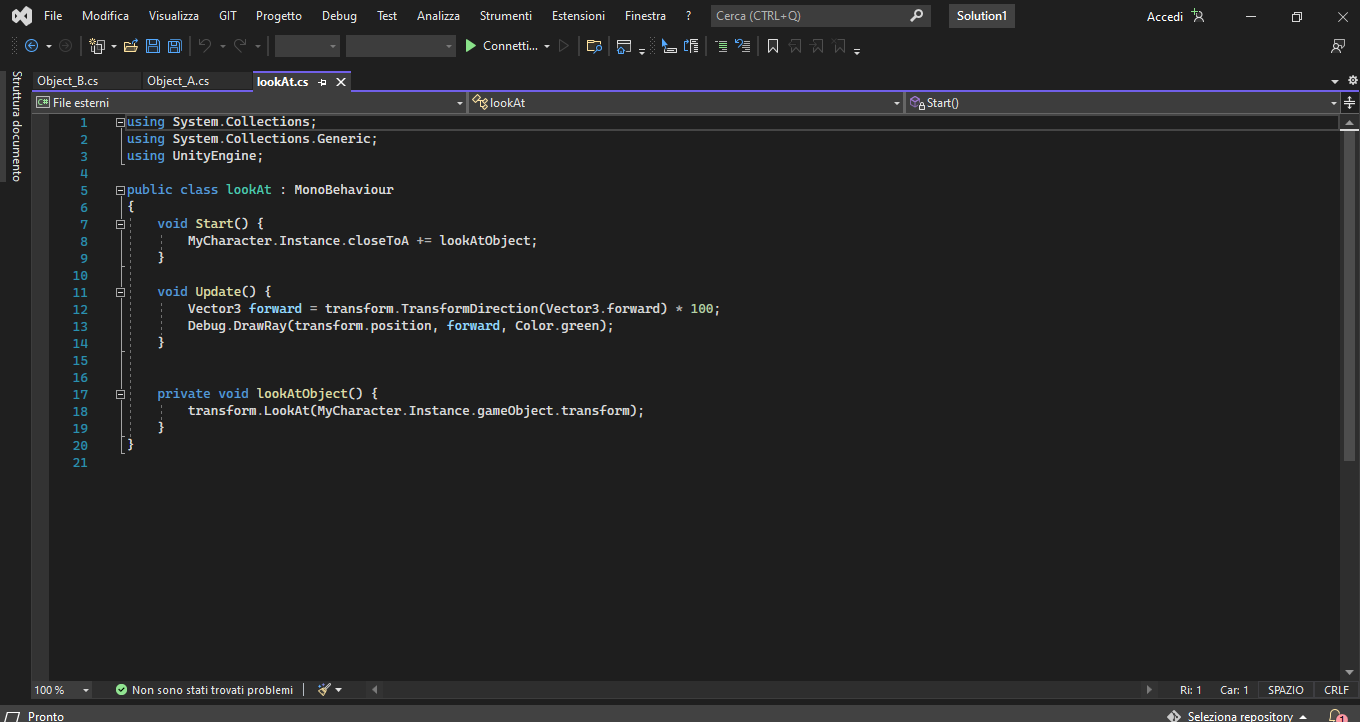 File Modifica Visualizza GIT Progetto Debug Test Analizza Strumenti Estensioni Finestra ? Cerca (CTRL+Q) Solution1 Accedi
Connetti...
Object_B.cs Object_A.cs lookAt.cs
C# File esterni lookAt Start()
Struttura documento
1 using System.Collections;
2 using System.Collections.Generic;
3 using UnityEngine;
4
5 public class lookAt : MonoBehaviour
6 {
7 void Start() {
8 MyCharacter.Instance.closeToA += lookAtObject;
9 }
10
11 void Update() {
12 Vector3 forward = transform.TransformDirection(Vector3.forward) * 100;
13 Debug.DrawRay(transform.position, forward, Color.green);
14 }
15
16
17 private void lookAtObject() {
18 transform.LookAt(MyCharacter.Instance.gameObject.transform);
19 }
20 }
21
100 % Non sono stati trovati problemi Ri: 1 Car: 1 SPAZIO CRLF
Pronto Seleziona repository 1